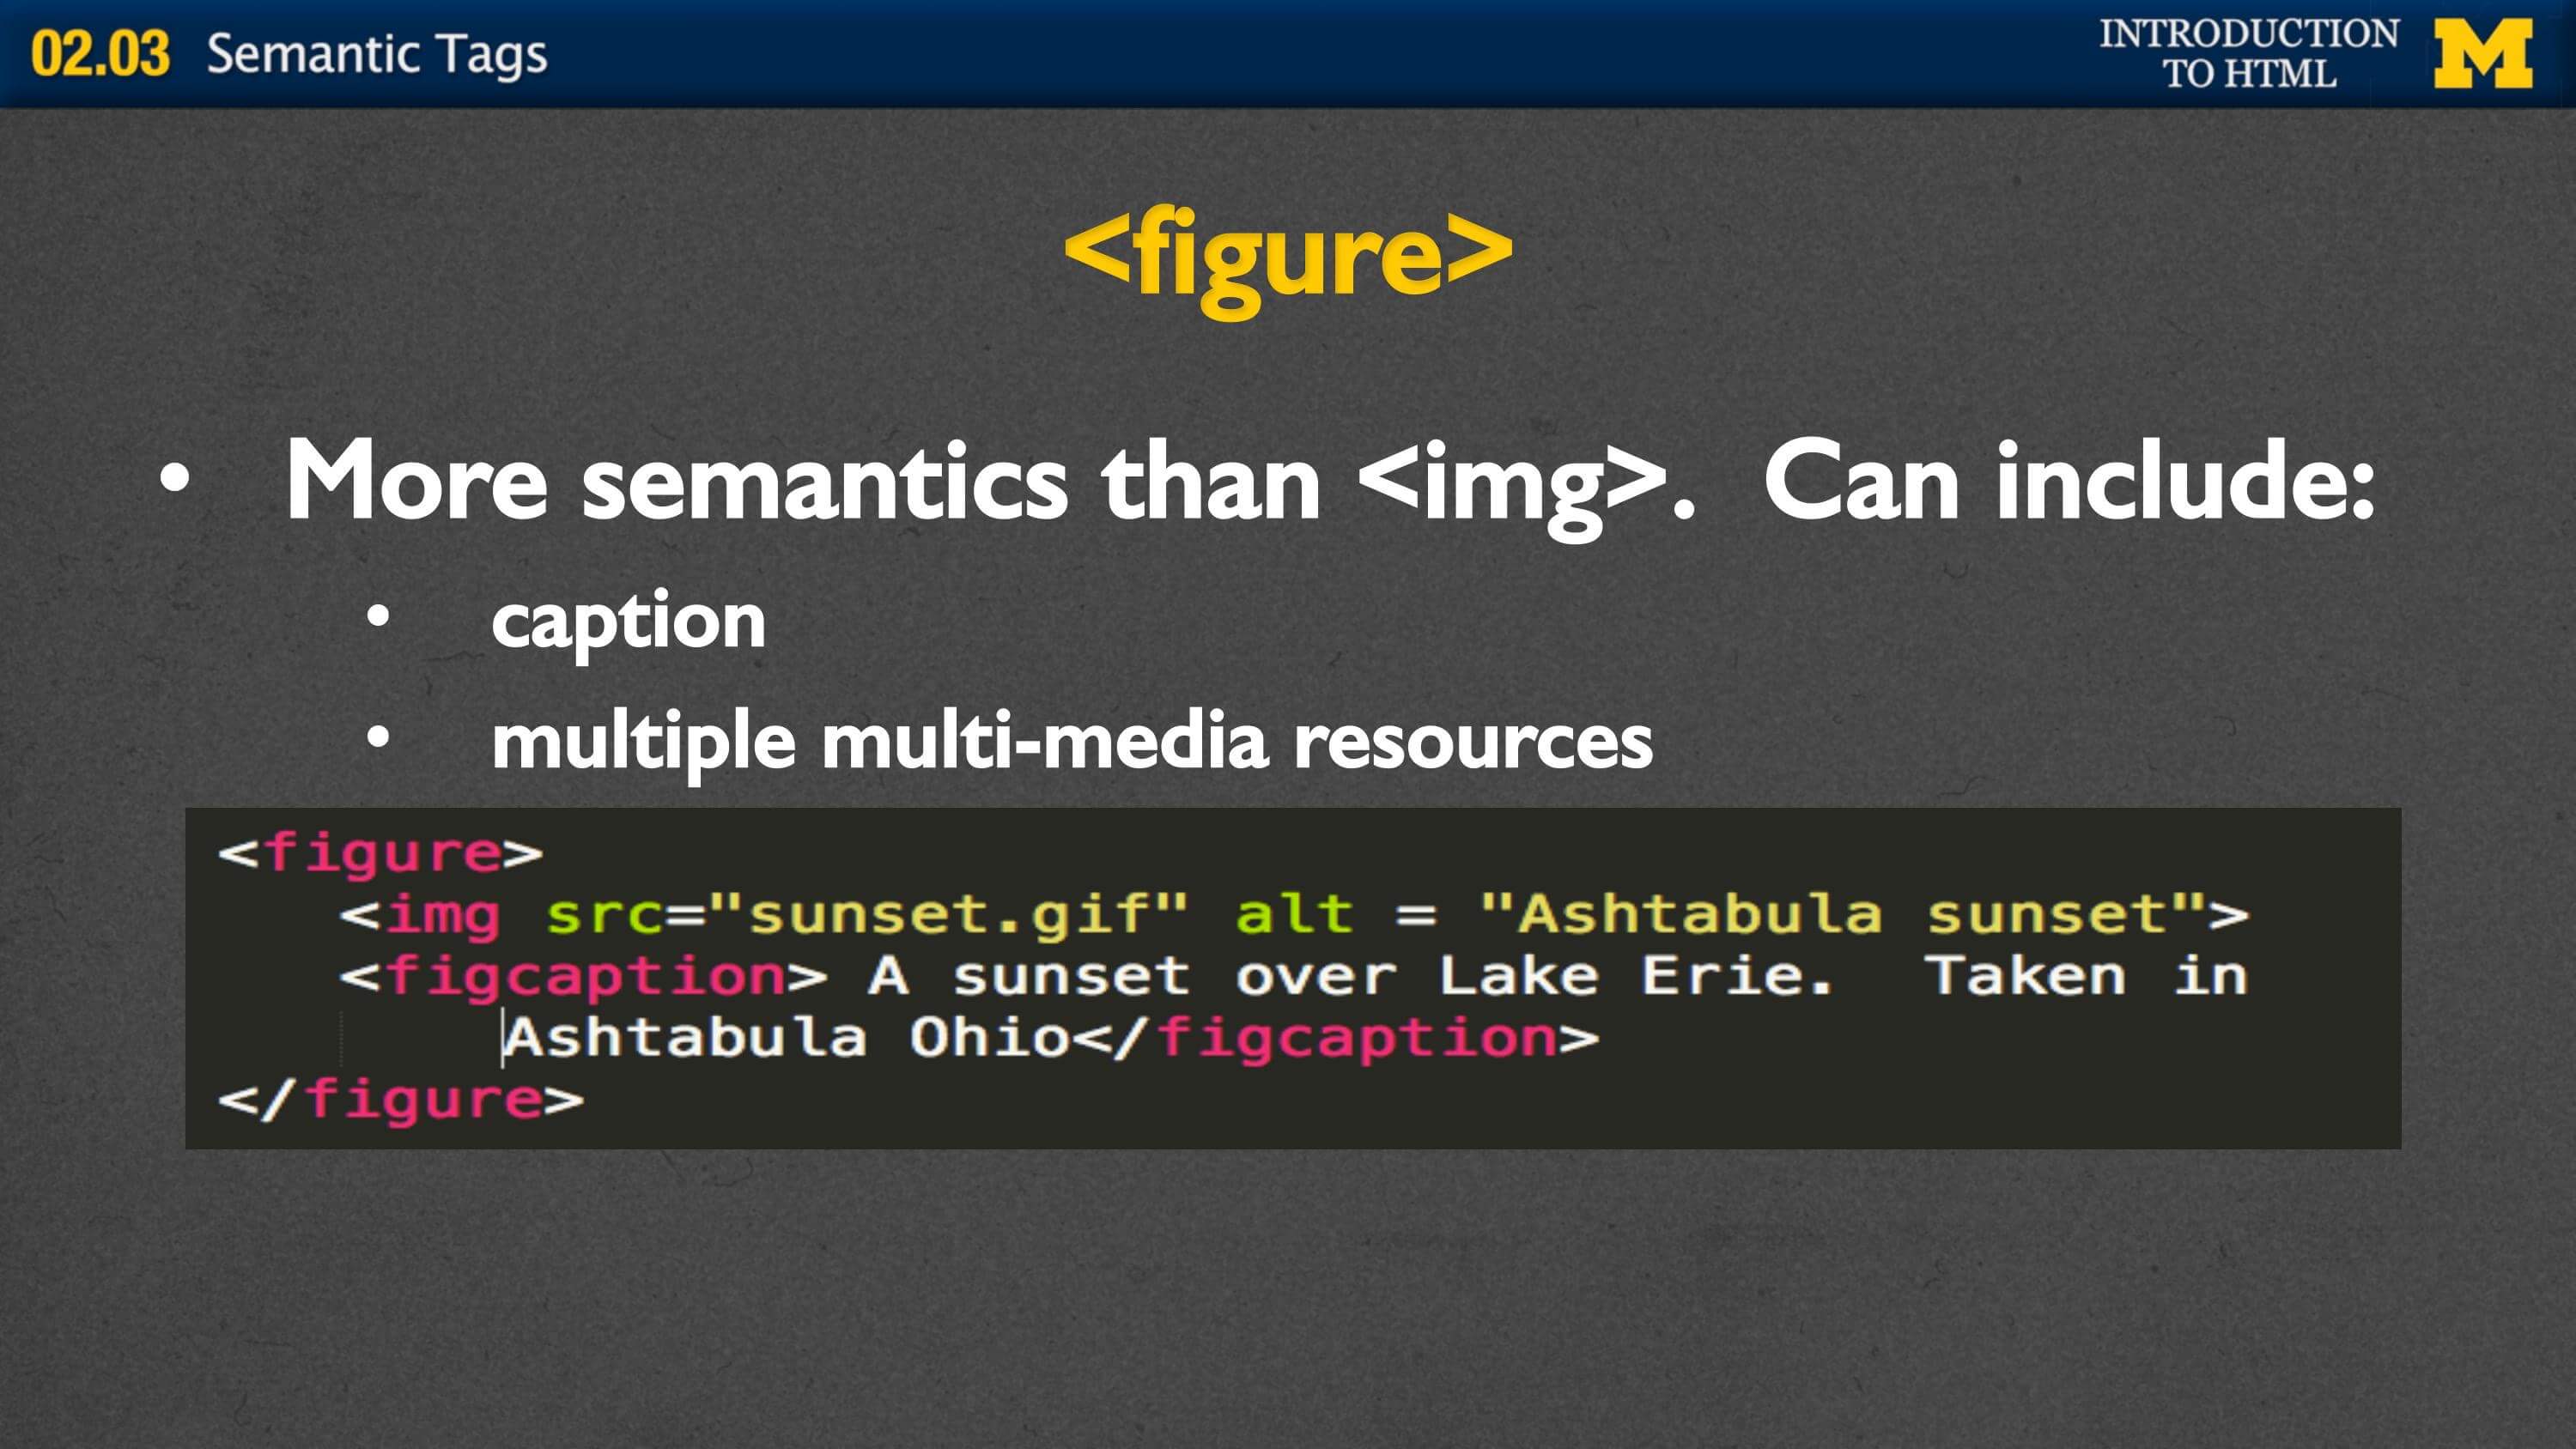 02.03 Semantic Tags
INTRODUCTION
TO HTML
M
<figure>
• More semantics than <img>.  Can include:
• caption
• multiple multi-media resources
<figure>
<img src="sunset.gif" alt = "Ashtabula sunset">
<figcaption> A sunset over Lake Erie.  Taken in
Ashtabula Ohio</figcaption>
</figure>